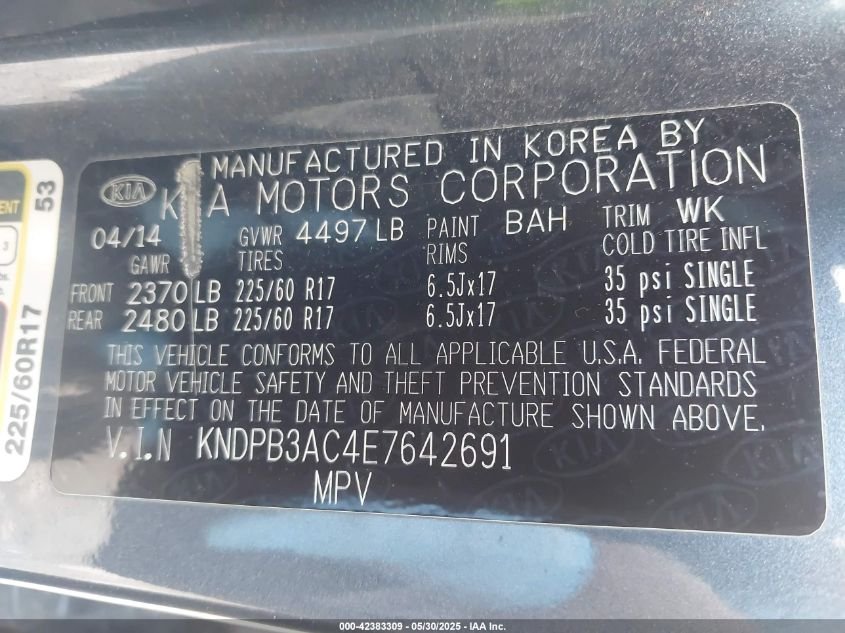 MANUFACTURED IN KOREA BY
KIA KIA MOTORS CORPORATION
04/14 GVWR 4497 LB PAINT BAH TRIM WK
GAWR TIRES RIMS COLD TIRE INFL
FRONT 2370 LB 225/60 R17 6.5Jx17 35 psi SINGLE
REAR 2480 LB 225/60 R17 6.5Jx17 35 psi SINGLE
THIS VEHICLE CONFORMS TO ALL APPLICABLE U.S.A. FEDERAL
MOTOR VEHICLE SAFETY AND THEFT PREVENTION STANDARDS
IN EFFECT ON THE DATE OF MANUFACTURE SHOWN ABOVE.
V.I.N KNDPB3AC4E7642691
MPV
53
225/60R17
000-42383309 - 05/30/2025 - IAA Inc.